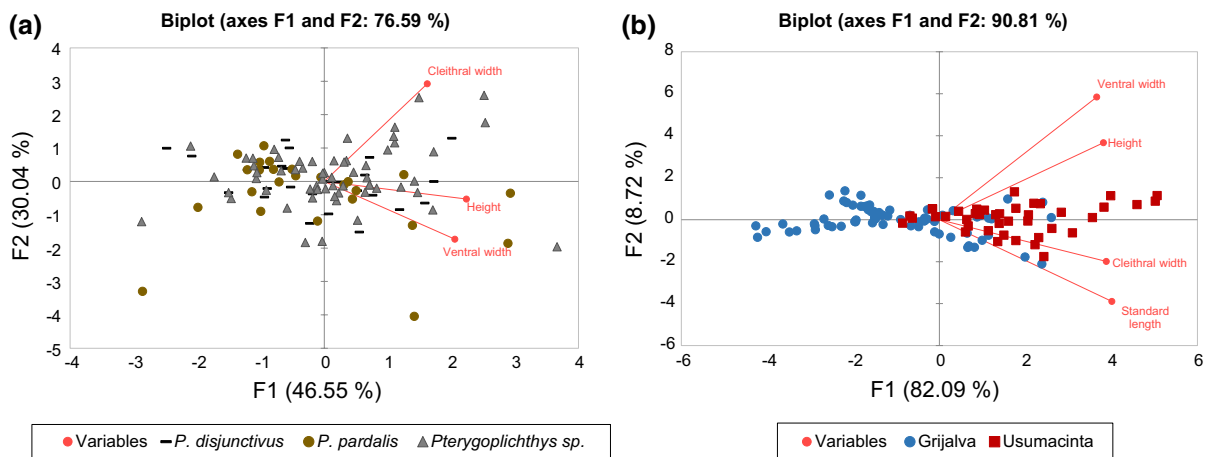 (a)
Biplot (axes F1 and F2: 76.59 %)
4
3
2
1
0
-1
-2
-3
-4
-5
F2 (30.04 %)
Cleithral width
Height
Ventral width
-4 -3 -2 -1 0 1 2 3 4
F1 (46.55 %)
Variables P. disjunctivus P. pardalis Pterygoplichthys sp.
(b)
Biplot (axes F1 and F2: 90.81 %)
8
6
4
2
0
-2
-4
-6
F2 (8.72 %)
Ventral width
Height
Cleithral width
Standard
length
-6 -4 -2 0 2 4 6
F1 (82.09 %)
Variables Grijalva Usumacinta